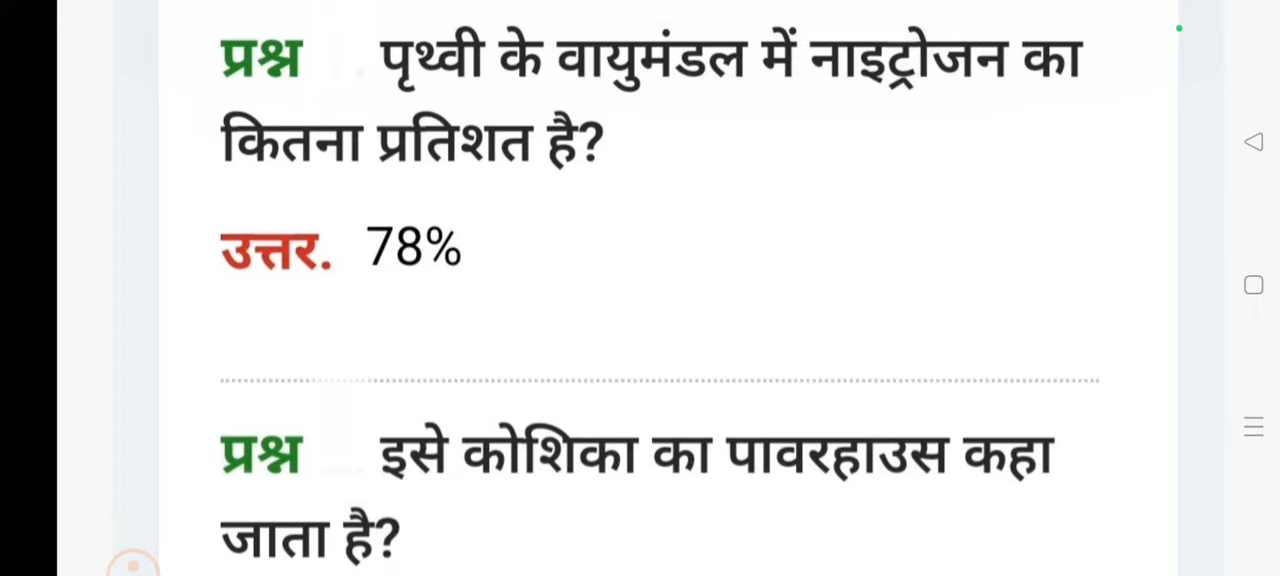 प्रश्न . पृथ्वी के वायुमंडल में नाइट्रोजन का
कितना प्रतिशत है?
उत्तर. 78%
प्रश्न इसे कोशिका का पावरहाउस कहा
जाता है?